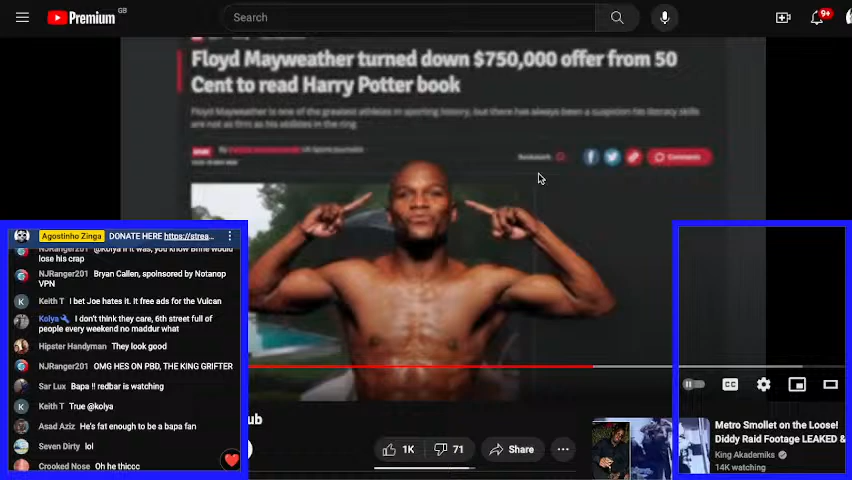 Premium GB
Search
9+
Floyd Mayweather turned down $750,000 offer from 50
Cent to read Harry Potter book
Floyd Mayweather is one of the greatest athletes in sporting history, but there has always been a suspicion his literacy skills
are not as firm as his abilities in the ring
Bookmark
Comments
Agostinho Zinga DONATE HERE https://strea...
NJRanger201 @Kolya if it was, you know Brine would
lose his crap
NJRanger201 Bryan Callen, spolnsored by Notanop
VPN
Keith T I bet Joe hates it. It free ads for the Vulcan
Kolya I don't think they care, 6th street full of
people every weekend no maddur what
Hipster Handyman They look good
NJRanger201 OMG HES ON PBD, THE KING GRIFTER
Sar Lux Bapa !! redbar is watching
Keith T True @kolya
Asad Aziz He's fat enough to be a bapa fan
Seven Dirty lol
Crooked Nose Oh he thiccc
ub
1K
71
Share
CC
Metro Smollet on the Loose!
Diddy Raid Footage LEAKED &
King Akademiks
14K watching